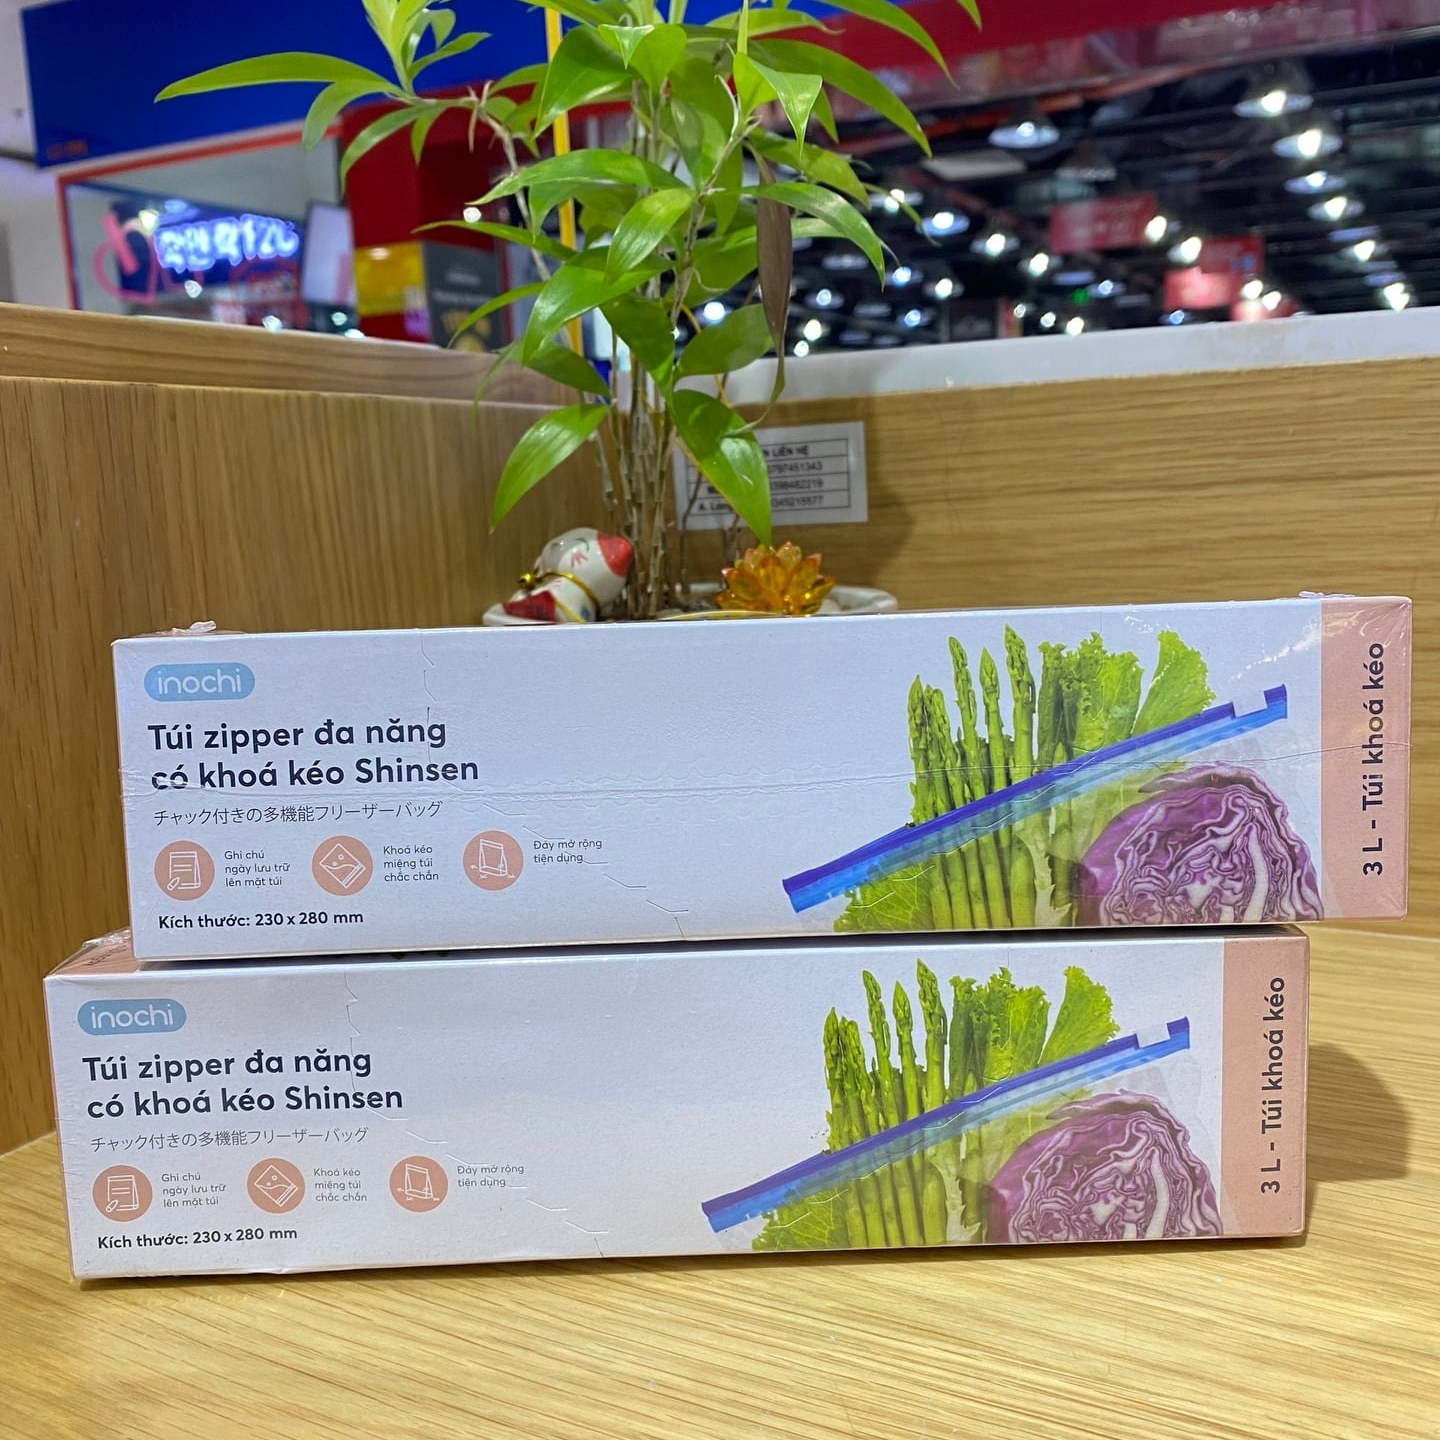 N LIÊN HỆ
inochi
Túi zipper đa năng
có khoá kéo Shinsen
チャック付きの多機能フリーザーバッグ
Ghi chú
ngày lưu trữ
lên mặt túi
Khoá kéo
miệng túi
chắc chắn
Đáy mở rộng
tiện dụng
Kích thước: 230 x 280 mm
3 L - Túi khoá kéo
inochi
Túi zipper đa năng
có khoá kéo Shinsen
チャック付きの多機能フリーザーバッグ
Ghi chú
ngày lưu trữ
lên mặt túi
Khoá kéo
miệng túi
chắc chắn
Đáy mở rộng
tiện dụng
Kích thước: 230 x 280 mm
3 L - Túi khoá kéo